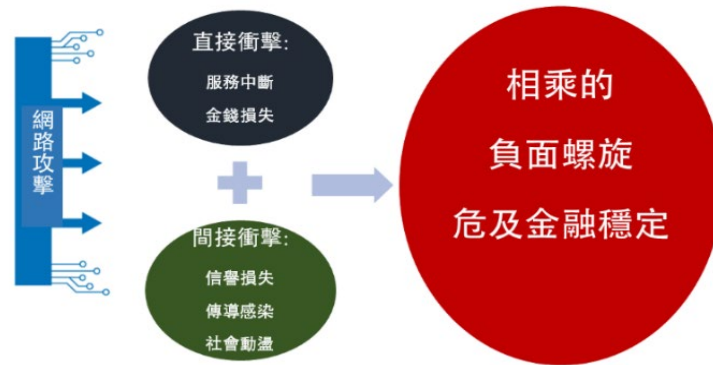 網路攻擊
直接衝擊:
服務中斷
金錢損失
間接衝擊:
信譽損失
傳導感染
社會動盪
相乘的
負面螺旋
危及金融穩定